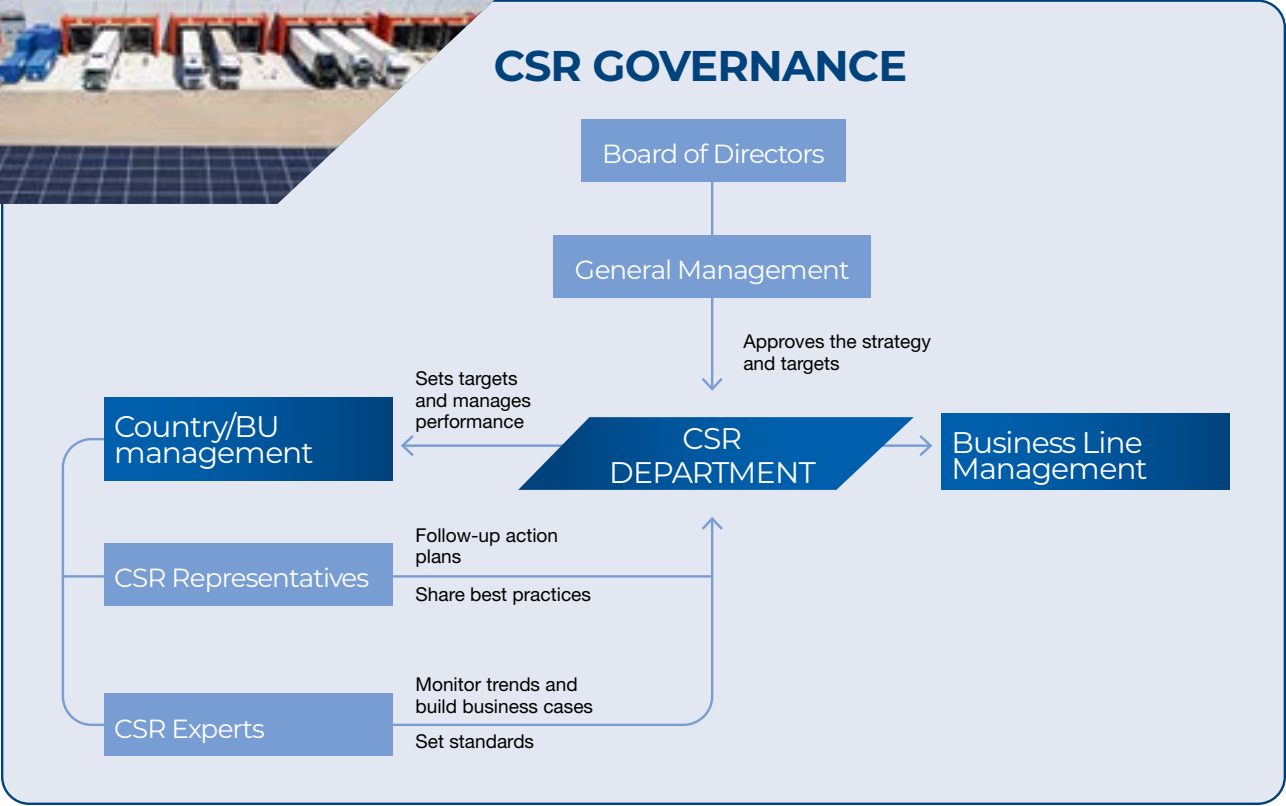 CSR GOVERNANCE
Board of Directors
General Management
Approves the strategy
and targets
Sets targets
and manages
performance
Country/BU
management
CSR
DEPARTMENT
Business Line
Management
Follow-up action
plans
CSR Representatives
Share best practices
Monitor trends and
build business cases
CSR Experts
Set standards